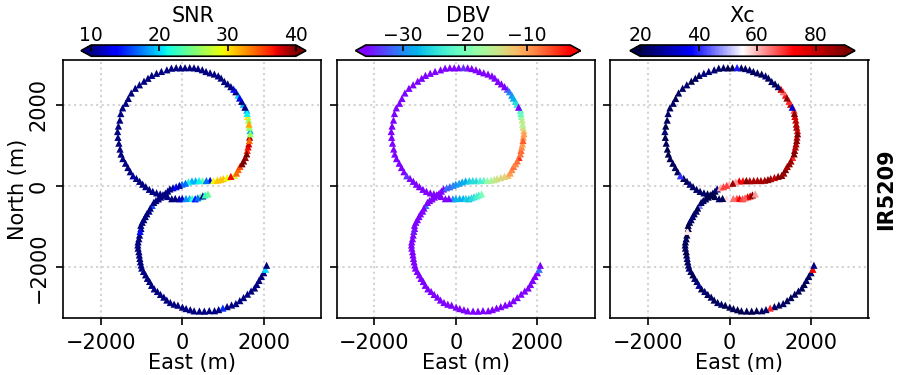 SNR
10 20 30 40
DBV
−30 −20 −10
Xc
20 40 60 80
North (m)
2000
0
−2000
−2000 0 2000
East (m)
−2000 0 2000
East (m)
−2000 0 2000
East (m)
IR5209